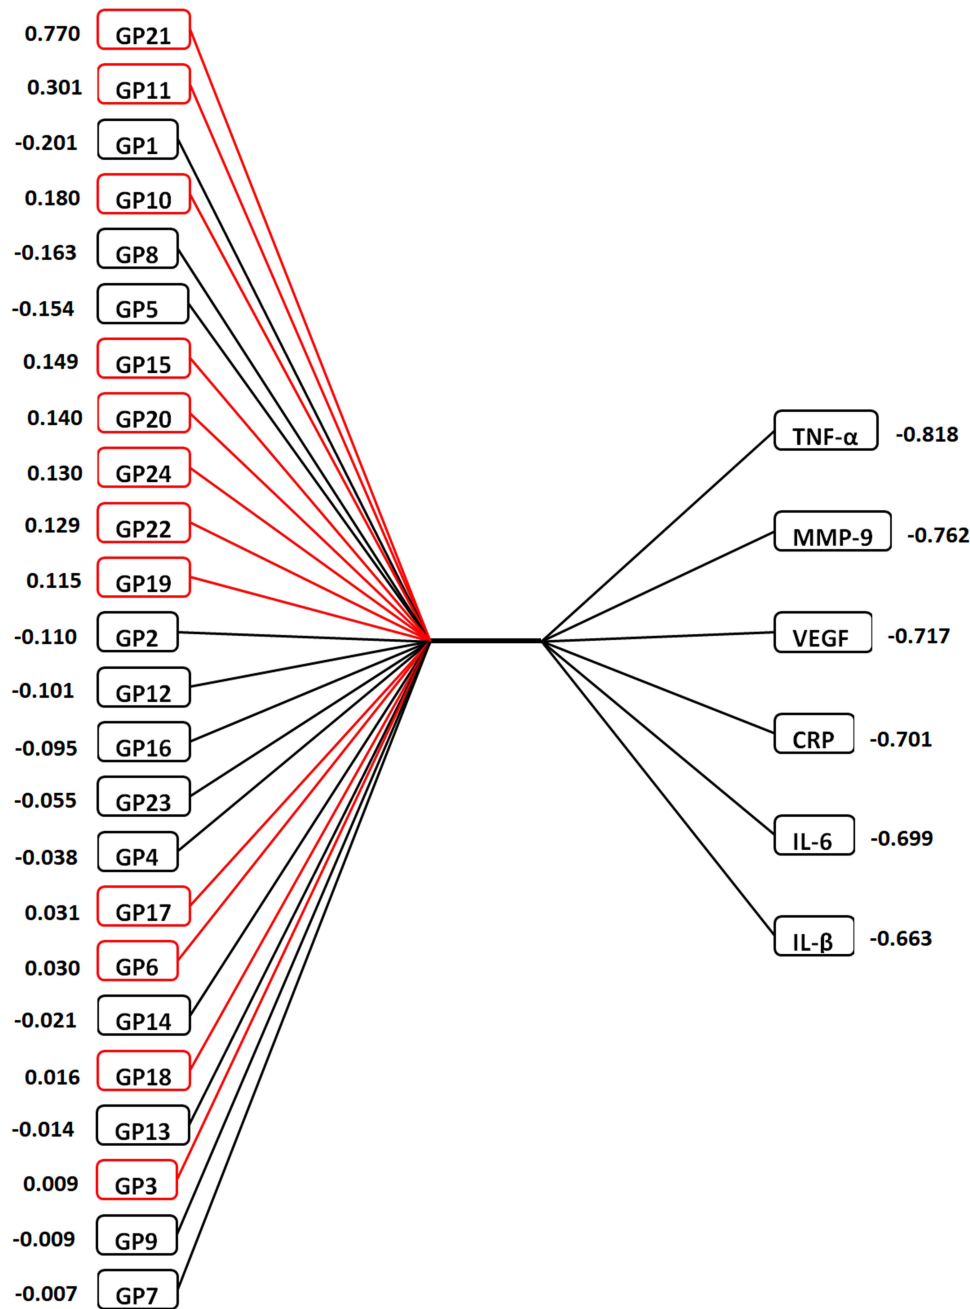 0.770 GP21
0.301 GP11
-0.201 GP1
0.180 GP10
-0.163 GP8
-0.154 GP5
0.149 GP15
0.140 GP20
0.130 GP24
0.129 GP22
0.115 GP19
-0.110 GP2
-0.101 GP12
-0.095 GP16
-0.055 GP23
-0.038 GP4
0.031 GP17
0.030 GP6
-0.021 GP14
0.016 GP18
-0.014 GP13
0.009 GP3
-0.009 GP9
-0.007 GP7
TNF-α -0.818
MMP-9 -0.762
VEGF -0.717
CRP -0.701
IL-6 -0.699
IL-β -0.663